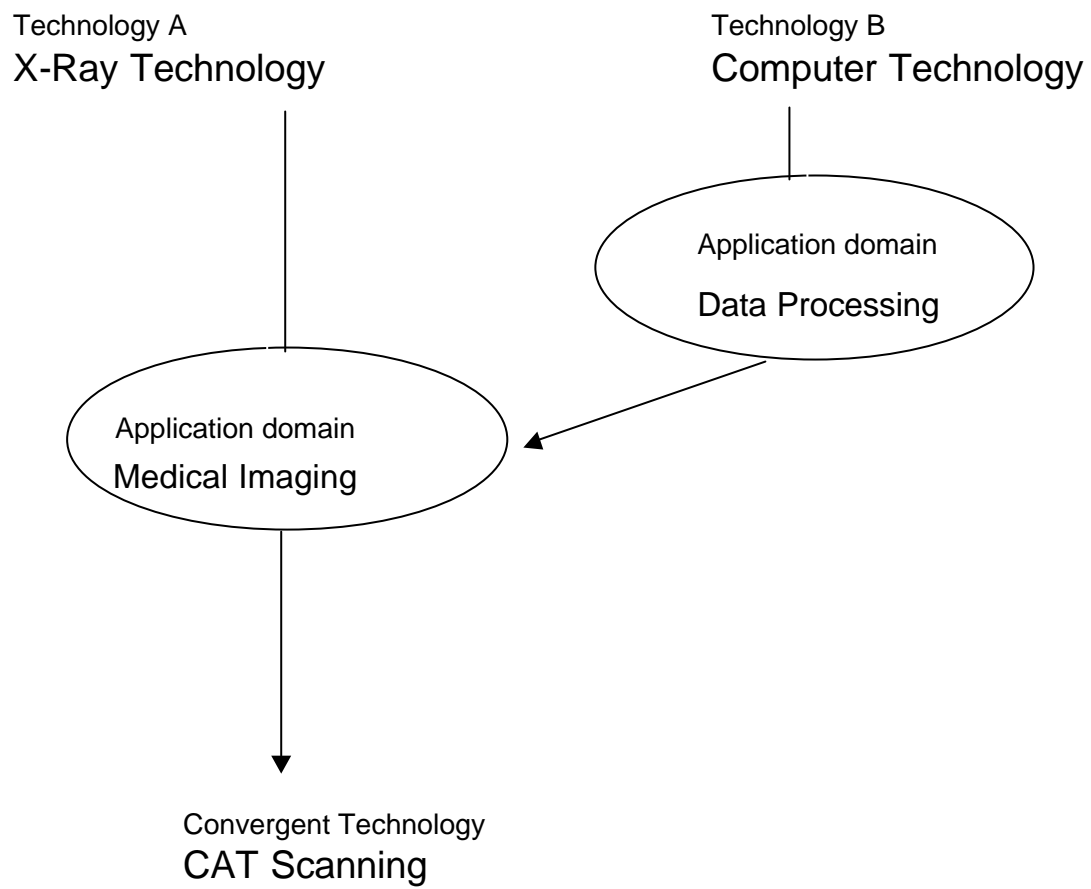 Technology A
X-Ray Technology
Technology B
Computer Technology
Application domain
Data Processing
Application domain
Medical Imaging
Convergent Technology
CAT Scanning